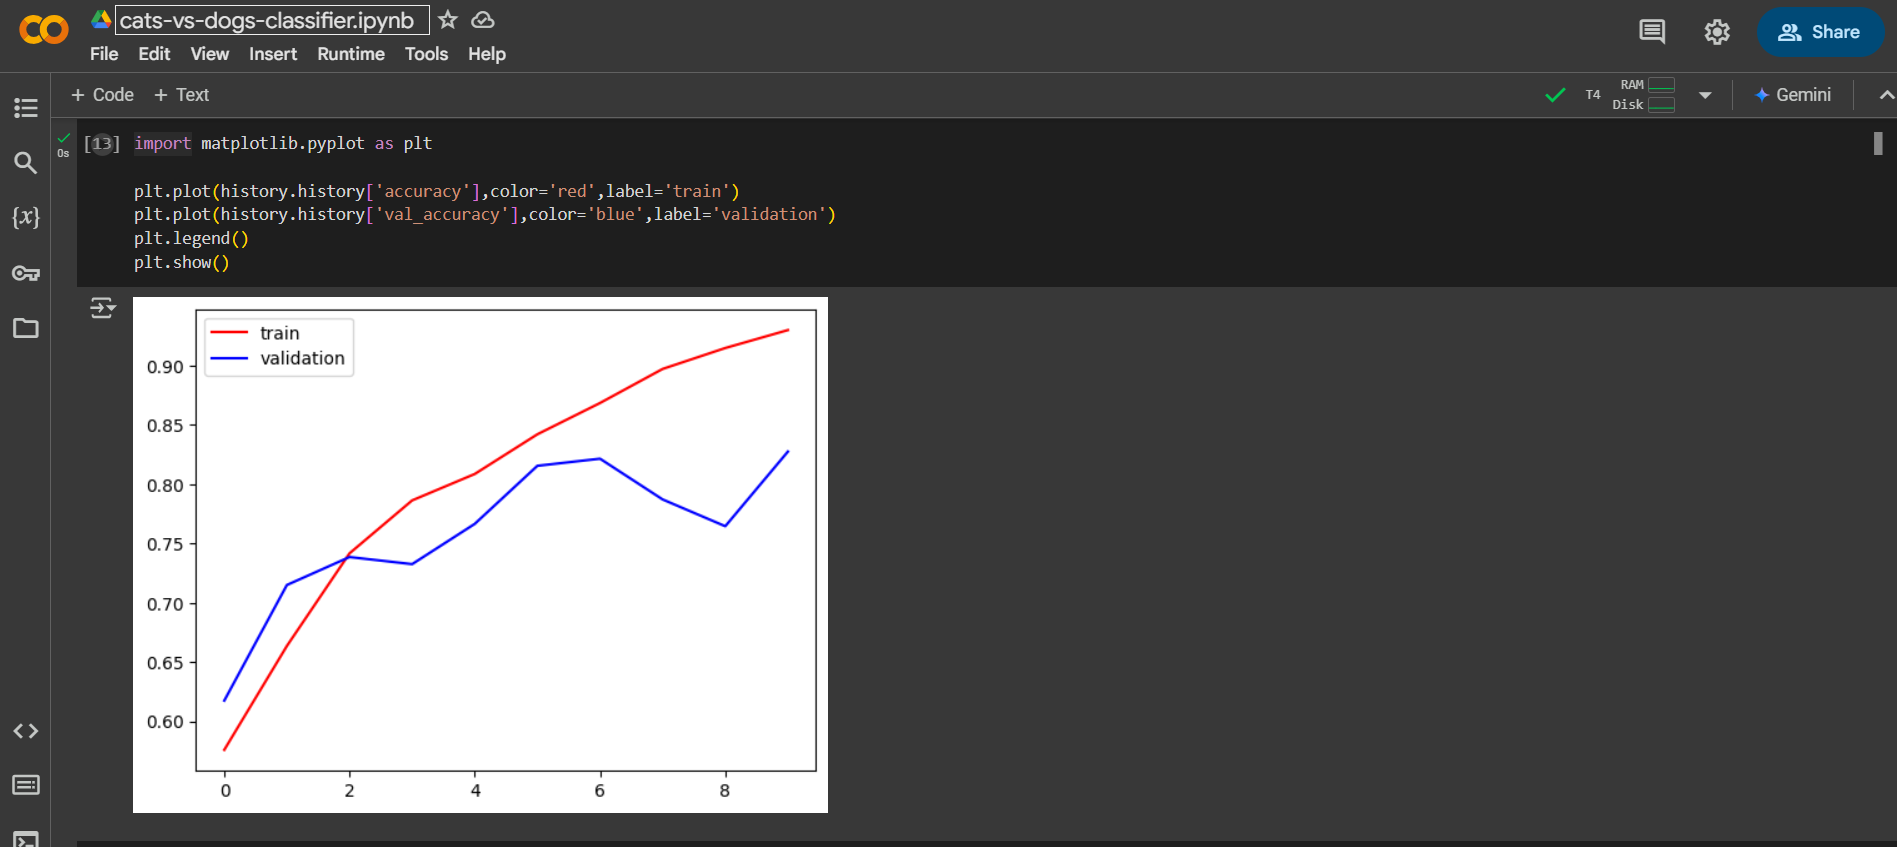 cats-vs-dogs-classifier.ipynb
File Edit View Insert Runtime Tools Help
Share
+ Code + Text
T4
RAM
Disk
Gemini
0s
[13] import matplotlib.pyplot as plt
plt.plot(history.history['accuracy'],color='red',label='train')
plt.plot(history.history['val_accuracy'],color='blue',label='validation')
plt.legend()
plt.show()
{x}
train
validation
0.90
0.85
0.80
0.75
0.70
0.65
0.60
0 2 4 6 8